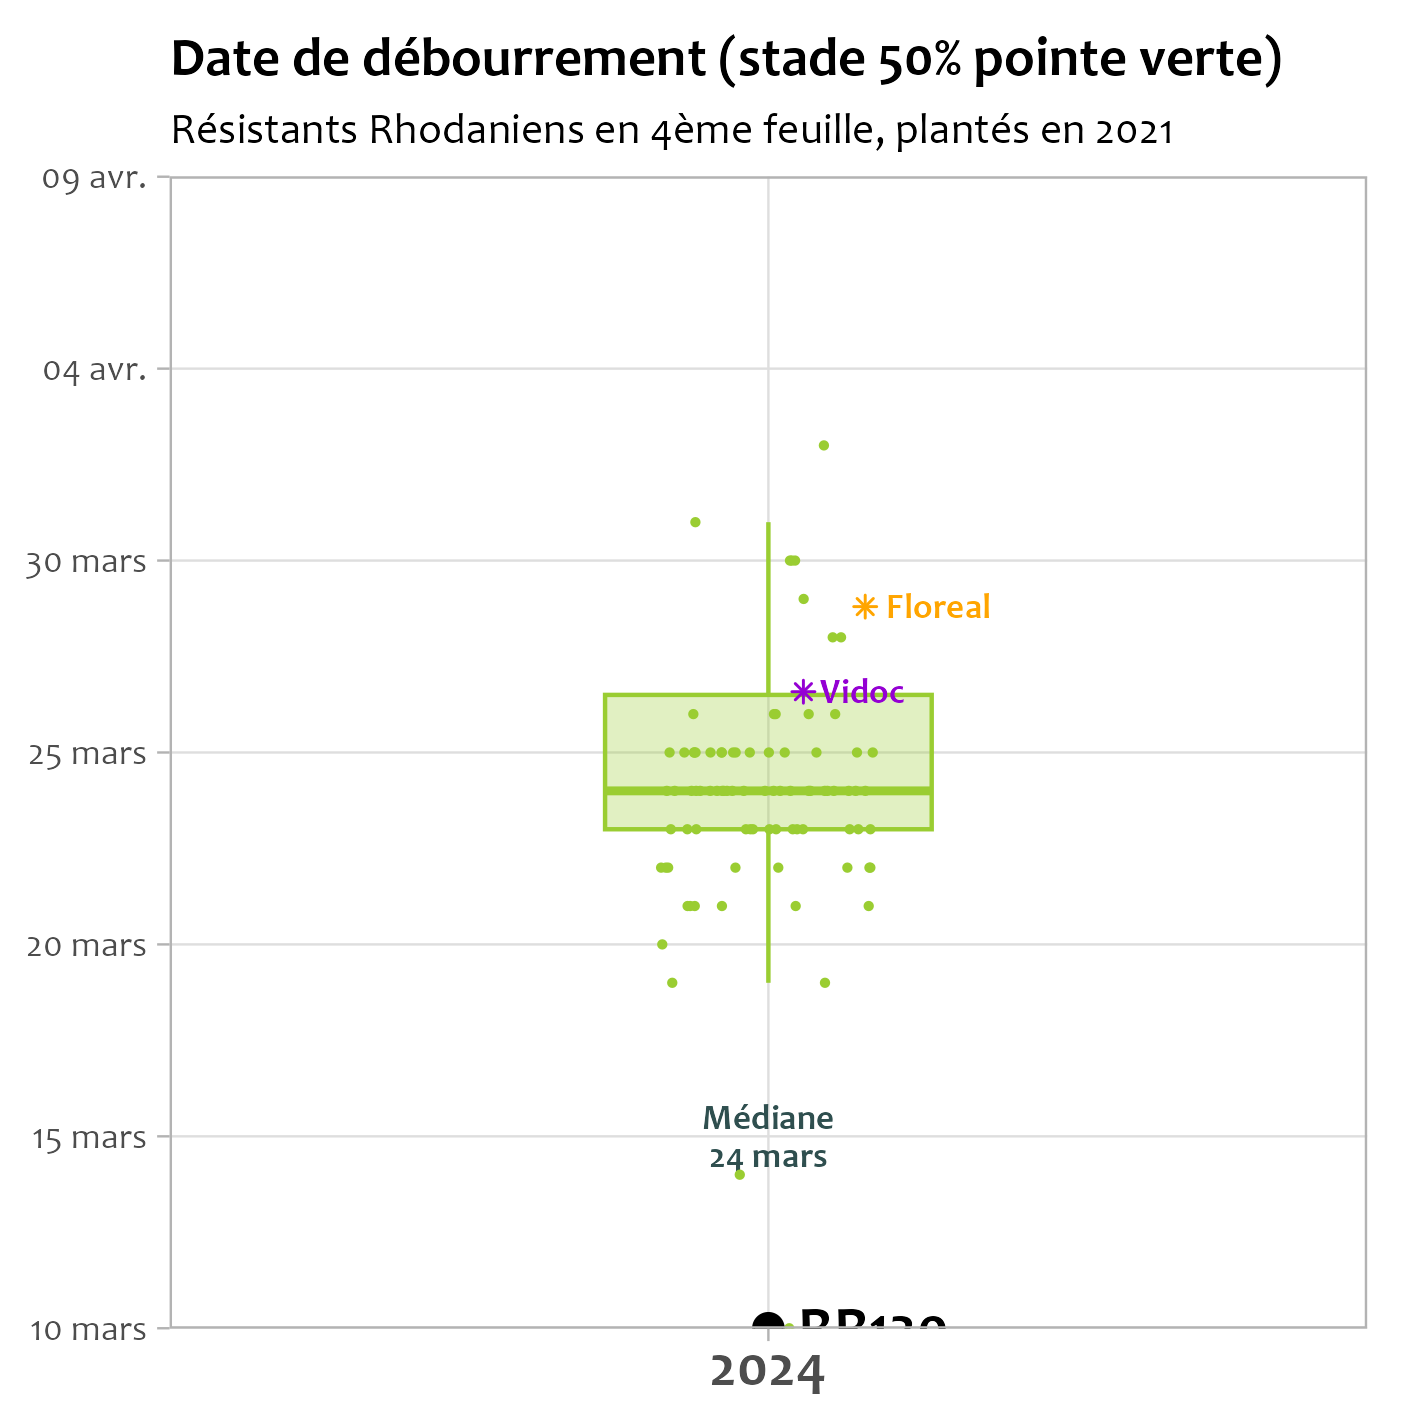 Date de débourrement (stade 50% pointe verte)
Résistants Rhodaniens en 4ème feuille, plantés en 2021
09 avr.
04 avr.
30 mars
Floreal
Vidoc
25 mars
20 mars
Médiane
15 mars
24 mars
10 mars
2024